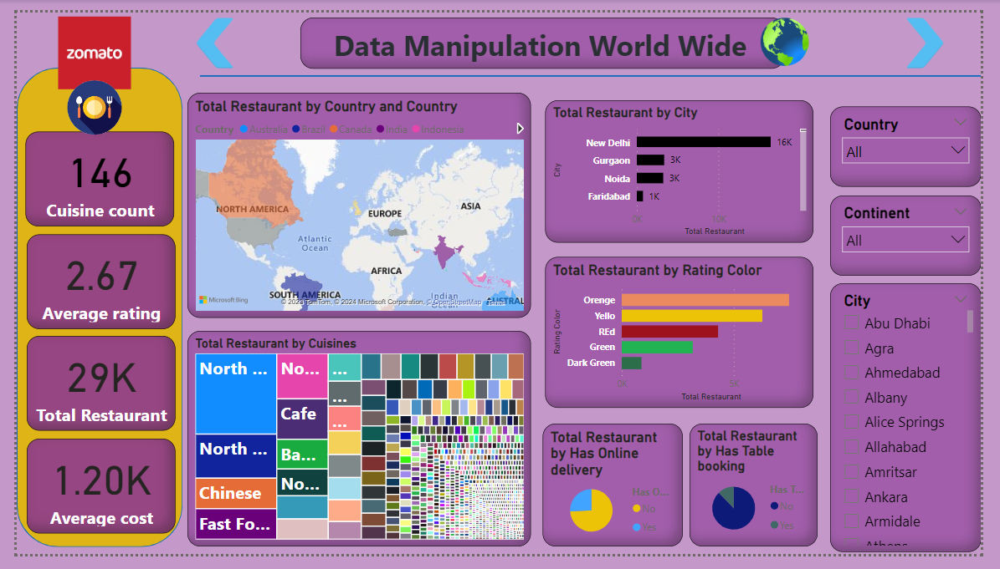 zomato
Data Manipulation World Wide
146
Cuisine count
2.67
Average rating
29K
Total Restaurant
1.20K
Average cost
Total Restaurant by Country and Country
Country Australia Brazil Canada India Indonesia
NORTH AMERICA
EUROPE
ASIA
Atlantic
Ocean
AFRICA
SOUTH AMERICA
Indian
Ocean
AUSTRAL
Microsoft Bing
© 2023 TomTom, © 2024 Microsoft Corporation, © OpenStreetMap Terms
Total Restaurant by Cuisines
North ...
No...
...
...
Cafe
...
North ...
Ba...
Chinese
No...
Fast Fo...
Total Restaurant by City
City
New Delhi 16K
Gurgaon 3K
Noida 3K
Faridabad 1K
0K 10K
Total Restaurant
Total Restaurant by Rating Color
Rating Color
Orenge
Yello
REd
Green
Dark Green
0K 5K
Total Restaurant
Total Restaurant
by Has Online
delivery
Has O...
No
Yes
Total Restaurant
by Has Table
booking
Has T...
No
Yes
Country
All
Continent
All
City
Abu Dhabi
Agra
Ahmedabad
Albany
Alice Springs
Allahabad
Amritsar
Ankara
Armidale
Athens